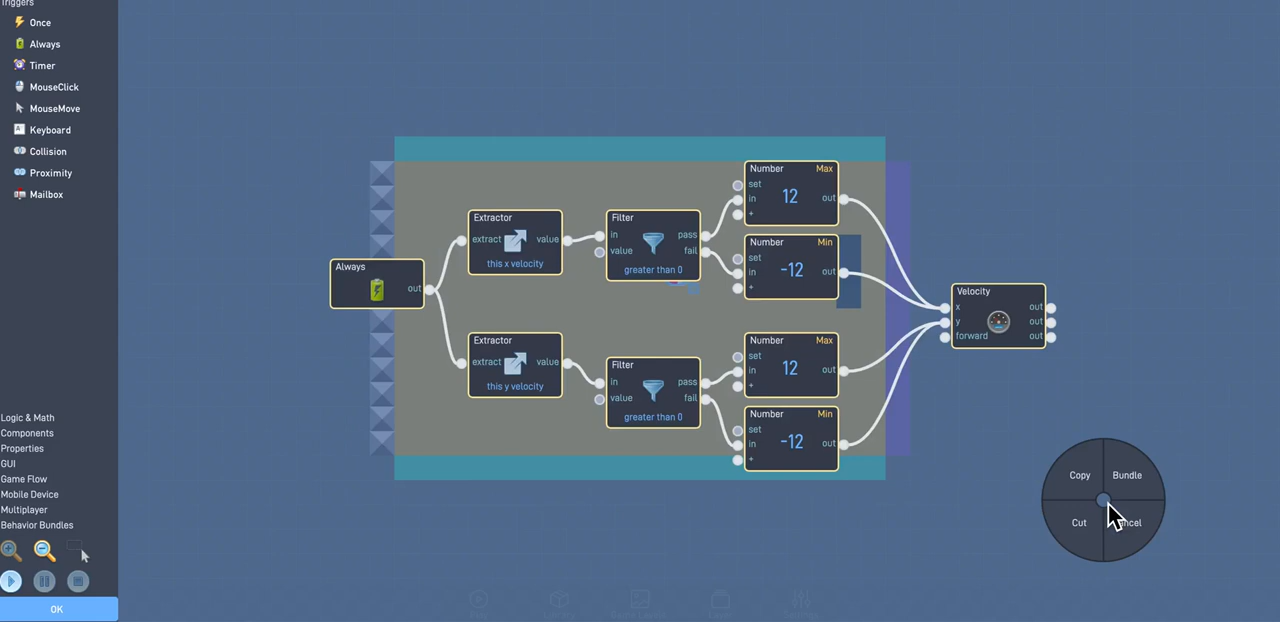 Triggers
Once
Always
Timer
MouseClick
MouseMove
Keyboard
Collision
Proximity
Mailbox
Logic & Math
Components
Properties
GUI
Game Flow
Mobile Device
Multiplayer
Behavior Bundles
OK
Always
out
Extractor
extract value
this x velocity
Filter
in pass
value fail
greater than 0
Number Max
set
in 12 out
+
Number Min
set
in -12 out
+
Extractor
extract value
this y velocity
Filter
in pass
value fail
greater than 0
Number Max
set
in 12 out
+
Number Min
set
in -12 out
+
Velocity
x out
y out
forward out
Copy Bundle
Cut